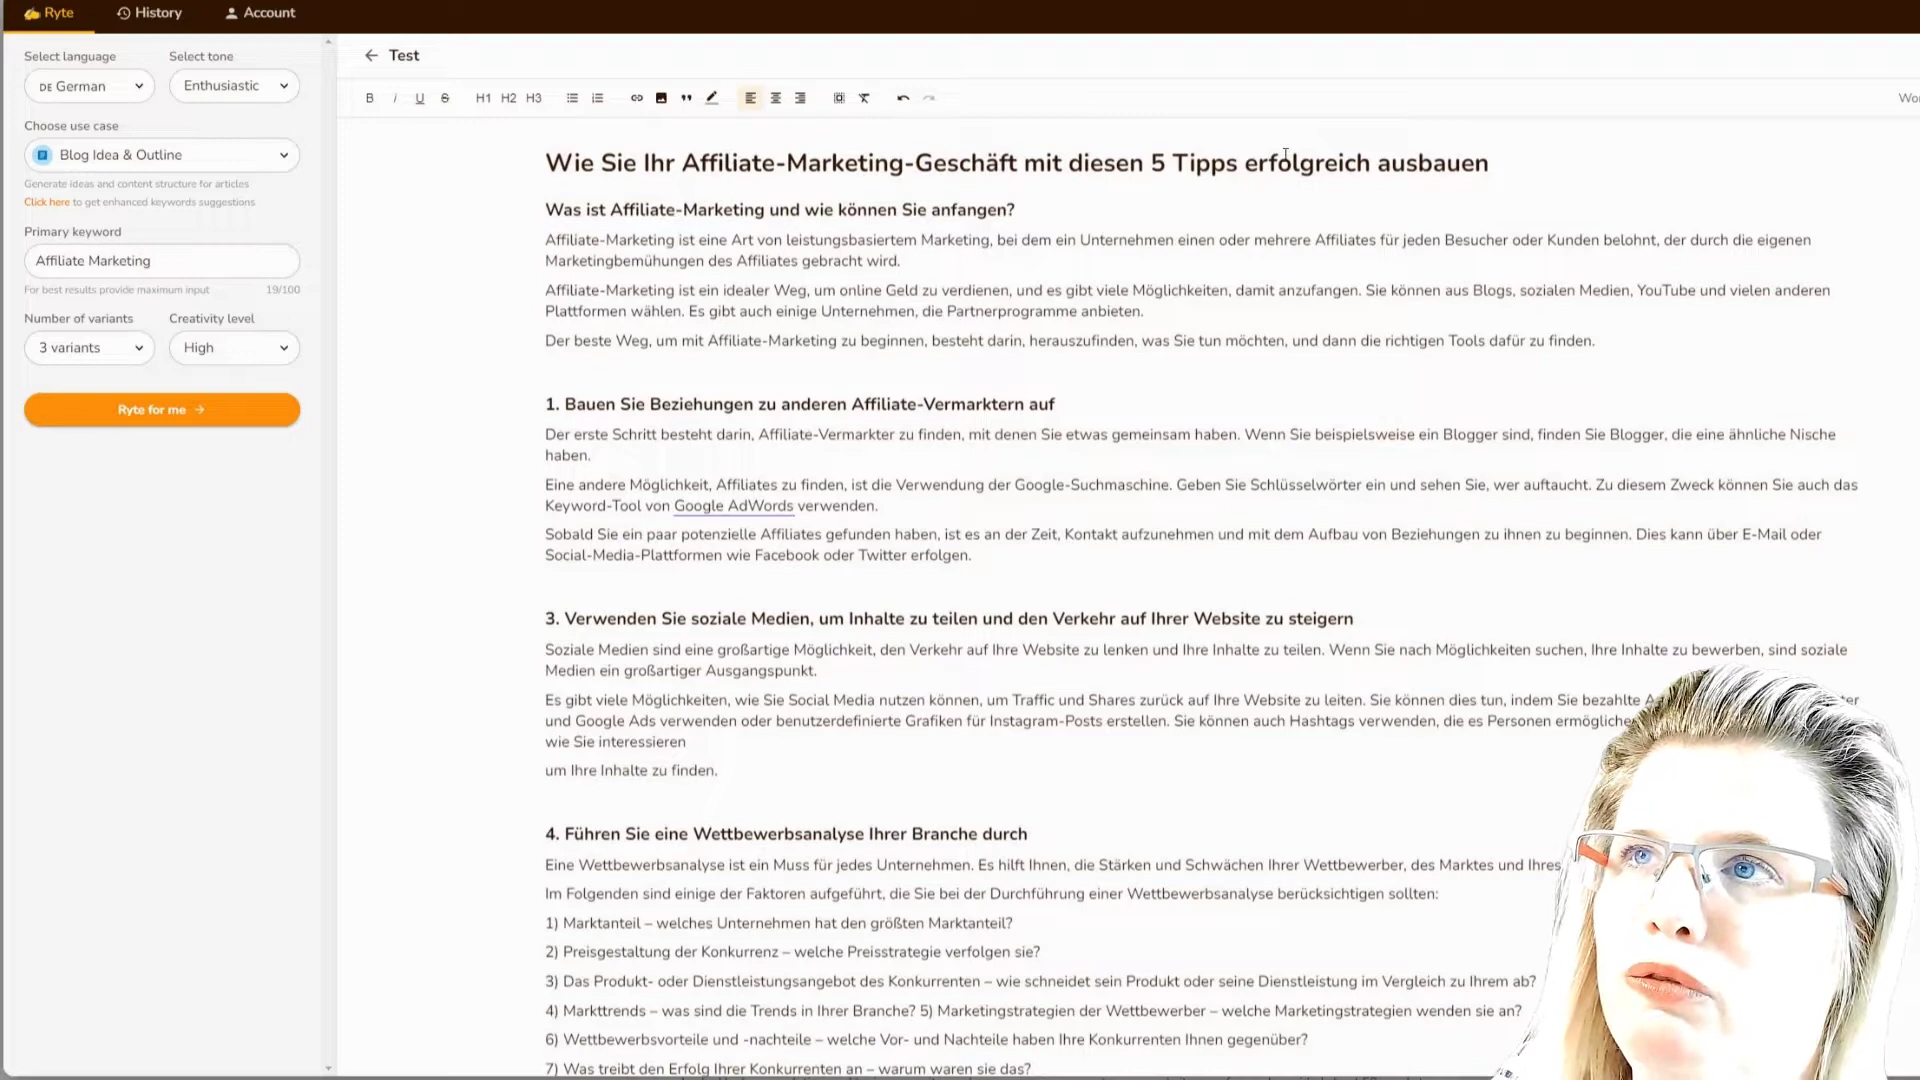 Ryte
History
Account
Select language
Select tone
DE German
Enthusiastic
Choose use case
Blog Idea & Outline
Generate ideas and content structure for articles
Click here to get enhanced keywords suggestions
Primary keyword
Affiliate Marketing
For best results provide maximum input
19/100
Number of variants
Creativity level
3 variants
High
Ryte for me →
← Test
B I U S H1 H2 H3
Wie Sie Ihr Affiliate-Marketing-Geschäft mit diesen 5 Tipps erfolgreich ausbauen
Was ist Affiliate-Marketing und wie können Sie anfangen?
Affiliate-Marketing ist eine Art von leistungsbasiertem Marketing, bei dem ein Unternehmen einen oder mehrere Affiliates für jeden Besucher oder Kunden belohnt, der durch die eigenen
Marketingbemühungen des Affiliates gebracht wird.
Affiliate-Marketing ist ein idealer Weg, um online Geld zu verdienen, und es gibt viele Möglichkeiten, damit anzufangen. Sie können aus Blogs, sozialen Medien, YouTube und vielen anderen
Plattformen wählen. Es gibt auch einige Unternehmen, die Partnerprogramme anbieten.
Der beste Weg, um mit Affiliate-Marketing zu beginnen, besteht darin, herauszufinden, was Sie tun möchten, und dann die richtigen Tools dafür zu finden.
1. Bauen Sie Beziehungen zu anderen Affiliate-Vermarktern auf
Der erste Schritt besteht darin, Affiliate-Vermarkter zu finden, mit denen Sie etwas gemeinsam haben. Wenn Sie beispielsweise ein Blogger sind, finden Sie Blogger, die eine ähnliche Nische
haben.
Eine andere Möglichkeit, Affiliates zu finden, ist die Verwendung der Google-Suchmaschine. Geben Sie Schlüsselwörter ein und sehen Sie, wer auftaucht. Zu diesem Zweck können Sie auch das
Keyword-Tool von Google AdWords verwenden.
Sobald Sie ein paar potenzielle Affiliates gefunden haben, ist es an der Zeit, Kontakt aufzunehmen und mit dem Aufbau von Beziehungen zu ihnen zu beginnen. Dies kann über E-Mail oder
Social-Media-Plattformen wie Facebook oder Twitter erfolgen.
3. Verwenden Sie soziale Medien, um Inhalte zu teilen und den Verkehr auf Ihrer Website zu steigern
Soziale Medien sind eine großartige Möglichkeit, den Verkehr auf Ihre Website zu lenken und Ihre Inhalte zu teilen. Wenn Sie nach Möglichkeiten suchen, Ihre Inhalte zu bewerben, sind soziale
Medien ein großartiger Ausgangspunkt.
Es gibt viele Möglichkeiten, wie Sie Social Media nutzen können, um Traffic und Shares zurück auf Ihre Website zu leiten. Sie können dies tun, indem Sie bezahlte
und Google Ads verwenden oder benutzerdefinierte Grafiken für Instagram-Posts erstellen. Sie können auch Hashtags verwenden, die es Personen
wie Sie interessieren
um Ihre Inhalte zu finden.
4. Führen Sie eine Wettbewerbsanalyse Ihrer Branche durch
Eine Wettbewerbsanalyse ist ein Muss für jedes Unternehmen. Es hilft Ihnen, die Stärken und Schwächen Ihrer Wettbewerber, des Marktes und Ihres
Im Folgenden sind einige der Faktoren aufgeführt, die Sie bei der Durchführung einer Wettbewerbsanalyse berücksichtigen sollten:
1) Marktanteil – welches Unternehmen hat den größten Marktanteil?
2) Preisgestaltung der Konkurrenz – welche Preisstrategie verfolgen sie?
3) Das Produkt- oder Dienstleistungsangebot des Konkurrenten – wie schneidet sein Produkt oder seine Dienstleistung im Vergleich zu Ihrem ab?
4) Markttrends – was sind die Trends in Ihrer Branche? 5) Marketingstrategien der Wettbewerber – welche Marketingstrategien wenden sie an?
6) Wettbewerbsvorteile und -nachteile – welche Vor- und Nachteile haben Ihre Konkurrenten Ihnen gegenüber?
7) Was treibt den Erfolg Ihrer Konkurrenten an – warum waren sie das?